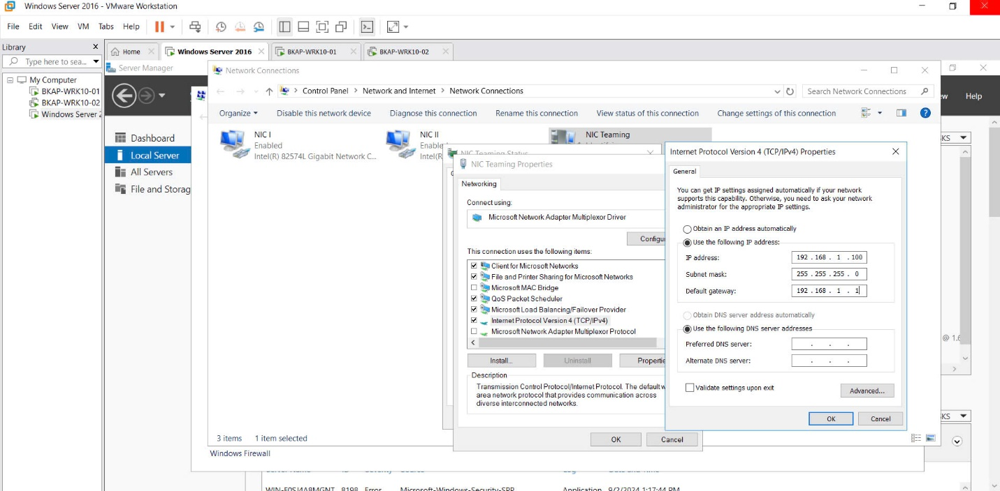 Windows Server 2016 - VMware Workstation
File Edit View VM Tabs Help
Library
Home
Windows Server 2016
BKAP-WRK10-01
BKAP-WRK10-02
Type here to sea...
My Computer
BKAP-WRK10-01
BKAP-WRK10-02
Windows Server 2
Server Manager
Help
Dashboard
Local Server
All Servers
File and Storag
Network Connections
Control Panel > Network and Internet > Network Connections
Search Network Connections
Organize
Disable this network device
Diagnose this connection
Rename this connection
View status of this connection
Change settings of this connection
NIC I
Enabled
Intel(R) 82574L Gigabit Network C...
NIC II
Enable
Intel(R)
NIC Teaming
NIC Teaming Status
NIC Teaming Properties
Networking
Connect using:
Microsoft Network Adapter Multiplexor Driver
Configu
This connection uses the following items:
Client for Microsoft Networks
File and Printer Sharing for Microsoft Networks
Microsoft MAC Bridge
QoS Packet Scheduler
Microsoft Load Balancing/Failover Provider
Internet Protocol Version 4 (TCP/IPv4)
Microsoft Network Adapter Multiplexor Protocol
Install...
Uninstall
Propertie
Description
Transmission Control Protocol/Internet Protocol. The default w
area network protocol that provides communication across
diverse interconnected networks.
OK
Cancel
Internet Protocol Version 4 (TCP/IPv4) Properties
General
You can get IP settings assigned automatically if your network
supports this capability. Otherwise, you need to ask your network
administrator for the appropriate IP settings.
Obtain an IP address automatically
Use the following IP address:
IP address: 192 . 168 . 1 . 100
Subnet mask: 255 . 255 . 255 . 0
Default gateway: 192 . 168 . 1 . 1
Obtain DNS server address automatically
Use the following DNS server addresses
Preferred DNS server: . . .
Alternate DNS server: . . .
Validate settings upon exit
Advanced...
OK
Cancel
KS
@ 1.6
KS
3 items 1 item selected
Windows Firewall
8198 Error Microsoft-Windows-Security-SPP Application 9/2/2024 1:17:44 PM